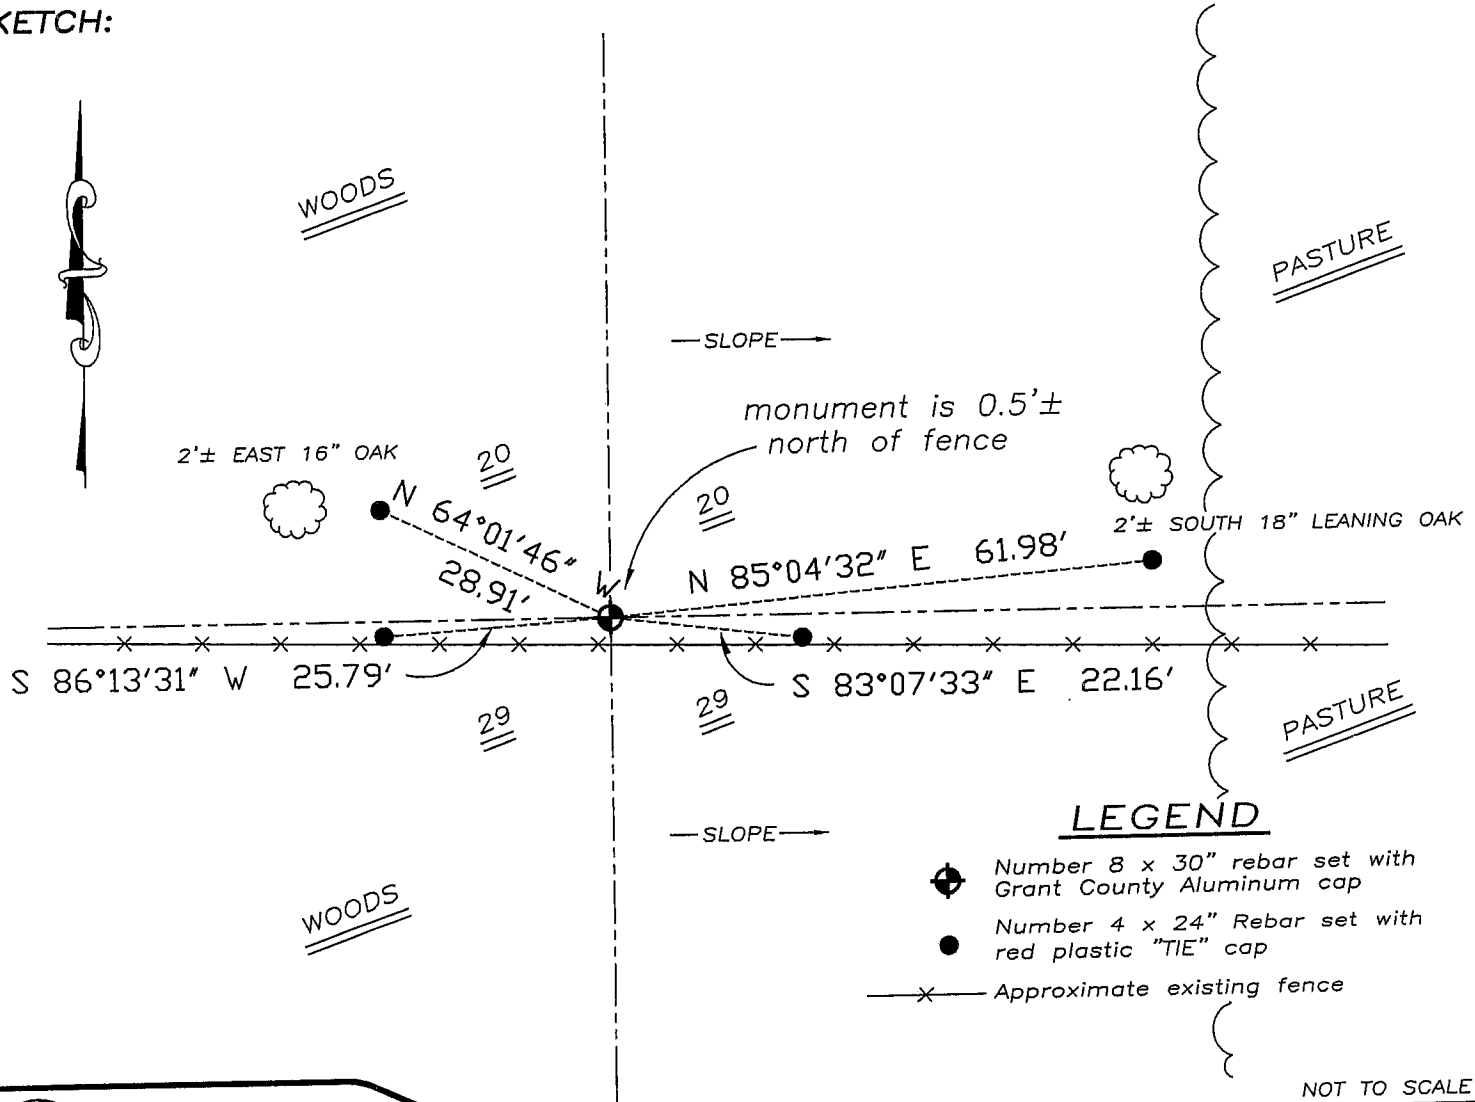 KETCH:
WOODS
PASTURE
SLOPE
monument is 0.5'±
north of fence
2'± EAST 16" OAK
20
20
2'± SOUTH 18" LEANING OAK
N 64°01'46" W
28.91'
N 85°04'32" E 61.98'
S 86°13'31" W 25.79'
S 83°07'33" E 22.16'
29
29
PASTURE
SLOPE
WOODS
LEGEND
Number 8 x 30" rebar set with
Grant County Aluminum cap
Number 4 x 24" Rebar set with
red plastic "TIE" cap
Approximate existing fence
NOT TO SCALE